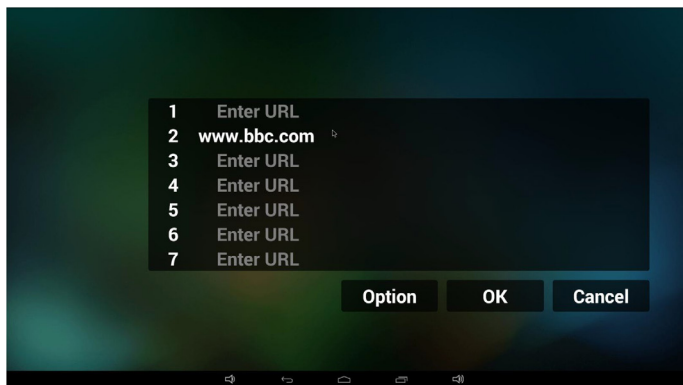 1 Enter URL
2 www.bbc.com
3 Enter URL
4 Enter URL
5 Enter URL
6 Enter URL
7 Enter URL
Option OK Cancel